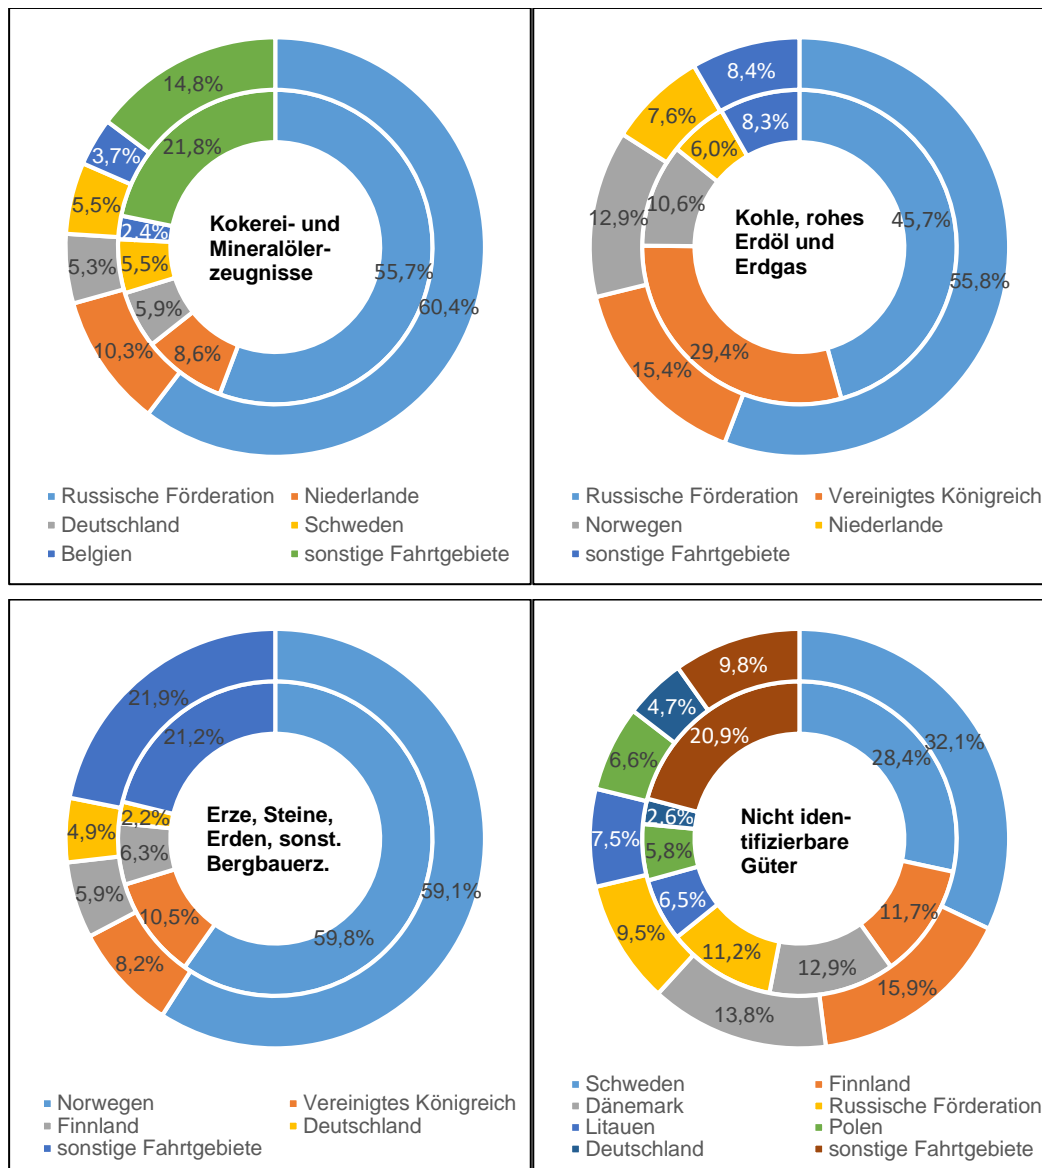 14,8%
21,8%
3,7%
2,4%
5,5%
5,5%
5,3%
5,9%
10,3%
8,6%
55,7%
60,4%
Kokerei- und
Mineralöler-
zeugnisse
Russische Förderation
Niederlande
Deutschland
Schweden
Belgien
sonstige Fahrtgebiete
8,4%
8,3%
7,6%
6,0%
12,9%
10,6%
29,4%
15,4%
45,7%
55,8%
Kohle, rohes
Erdöl und
Erdgas
Russische Förderation
Vereinigtes Königreich
Norwegen
Niederlande
sonstige Fahrtgebiete
21,9%
21,2%
4,9%
2,2%
5,9%
6,3%
8,2%
10,5%
59,8%
59,1%
Erze, Steine,
Erden, sonst.
Bergbauerz.
Norwegen
Vereinigtes Königreich
Finnland
Deutschland
sonstige Fahrtgebiete
9,8%
20,9%
4,7%
2,6%
6,6%
5,8%
7,5%
6,5%
9,5%
11,2%
13,8%
12,9%
15,9%
11,7%
28,4%
32,1%
Nicht iden-
tifizierbare
Güter
Schweden
Finnland
Dänemark
Russische Förderation
Litauen
Polen
Deutschland
sonstige Fahrtgebiete